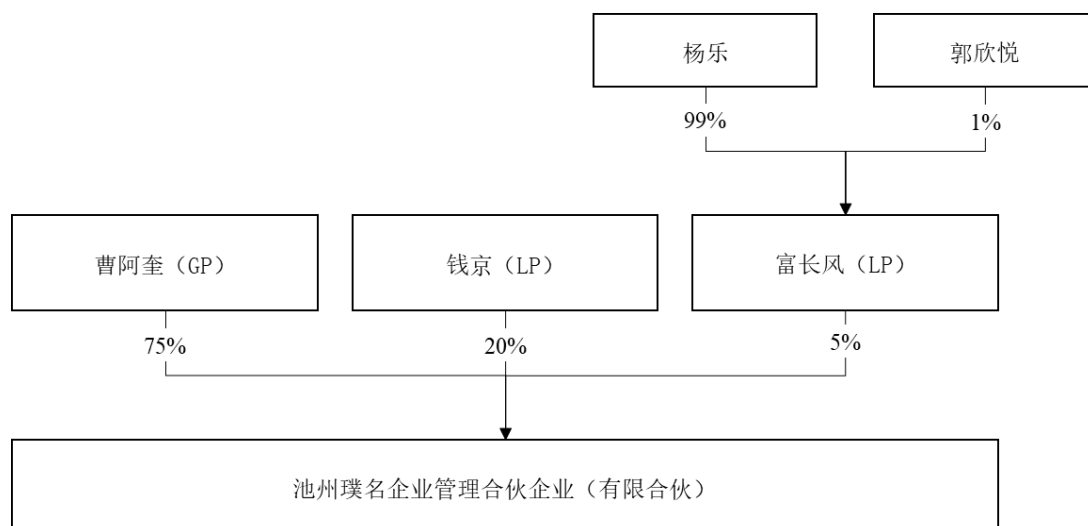 杨乐
郭欣悦
99%
1%
曹阿奎（GP）
钱京（LP）
富长风（LP）
75%
20%
5%
池州璞名企业管理合伙企业（有限合伙）